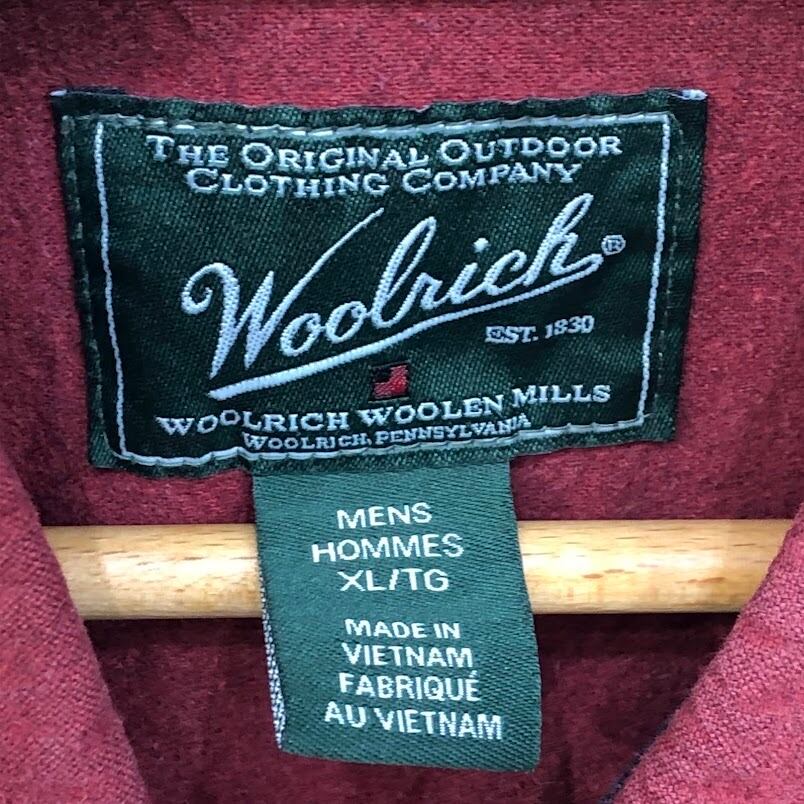 THE ORIGINAL OUTDOOR
CLOTHING COMPANY
Woolrich®
EST. 1830
WOOLRICH WOOLEN MILLS
WOOLRICH, PENNSYLVANIA
MENS
HOMMES
XL/TG
MADE IN
VIETNAM
FABRIQUÉ
AU VIETNAM